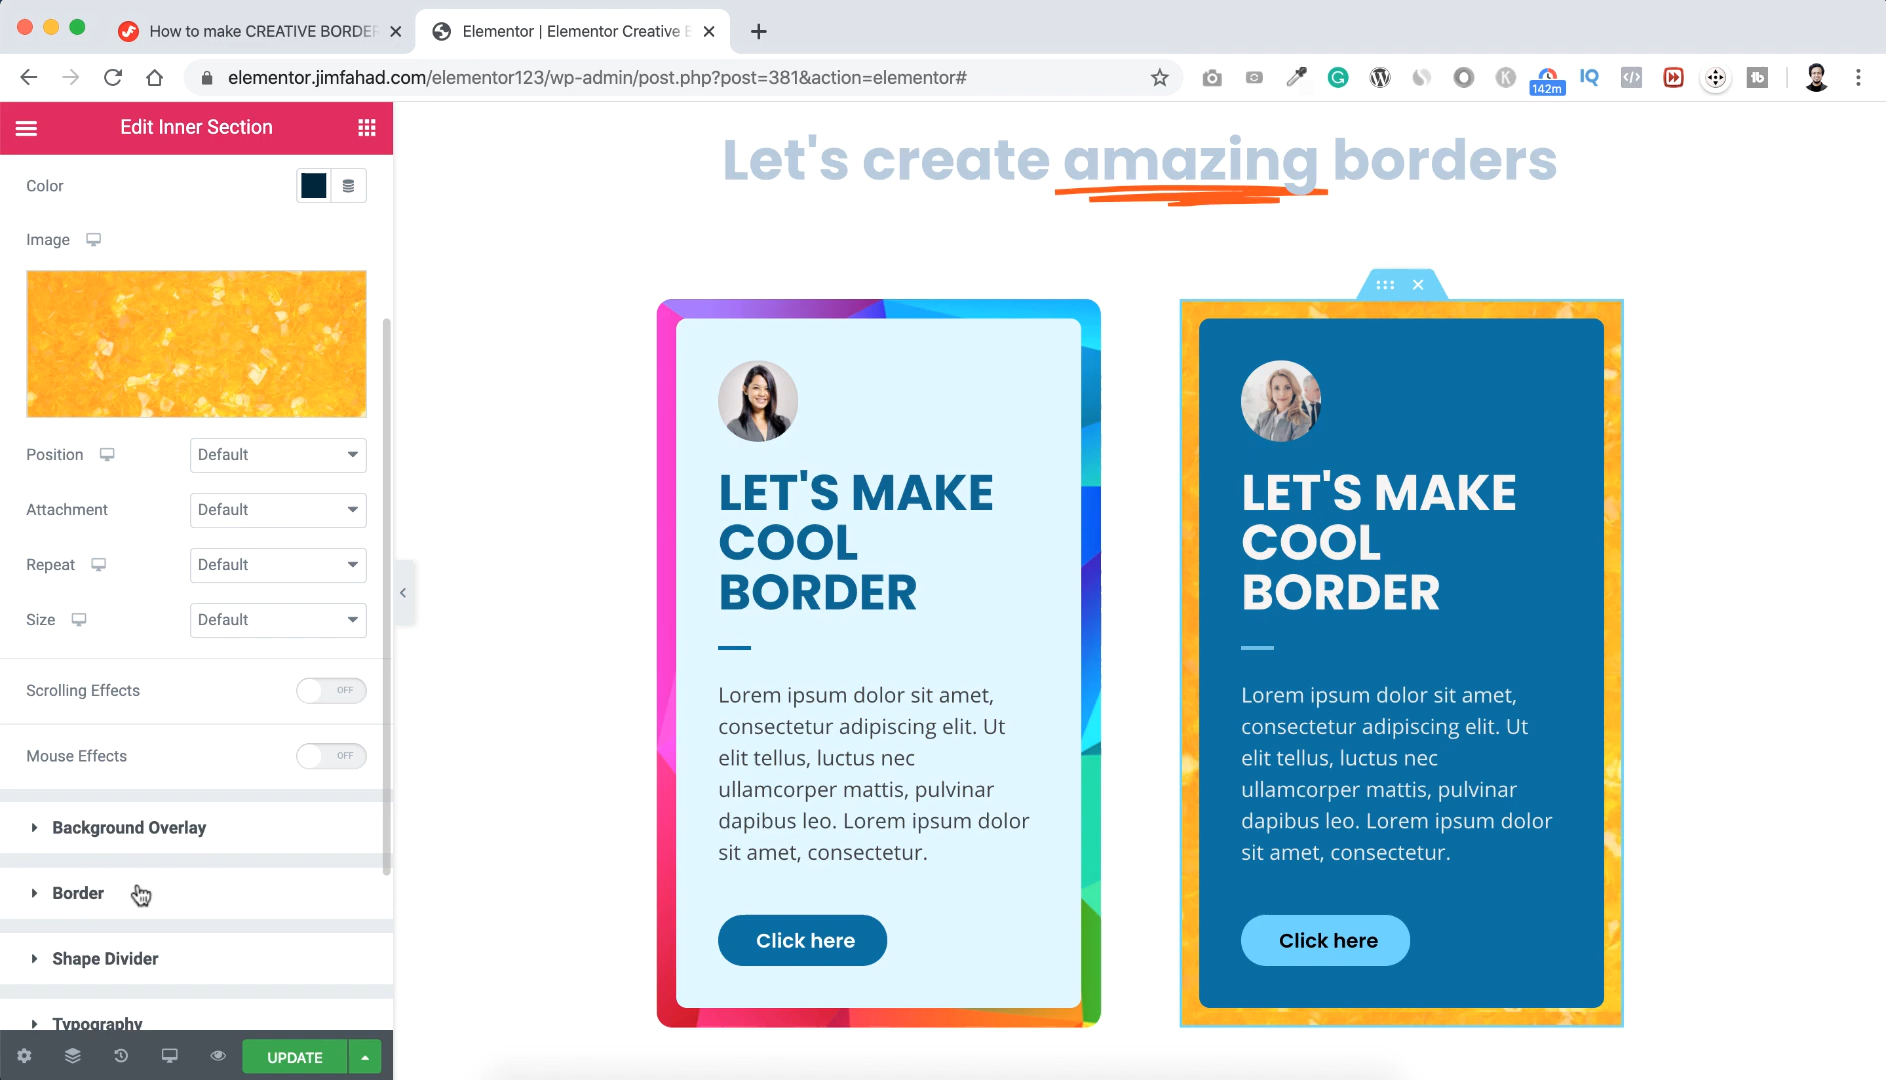 How to make CREATIVE BORDER
Elementor | Elementor Creative B
elementor.jimfahad.com/elementor123/wp-admin/post.php?post=381&action=elementor#
142m
IQ
K
tb
Edit Inner Section
Color
Image
Position
Default
Attachment
Default
Repeat
Default
Size
Default
Scrolling Effects
OFF
Mouse Effects
OFF
Background Overlay
Border
Shape Divider
Typography
UPDATE
Let's create amazing borders
LET'S MAKE
COOL
BORDER
Lorem ipsum dolor sit amet,
consectetur adipiscing elit. Ut
elit tellus, luctus nec
ullamcorper mattis, pulvinar
dapibus leo. Lorem ipsum dolor
sit amet, consectetur.
Click here
LET'S MAKE
COOL
BORDER
Lorem ipsum dolor sit amet,
consectetur adipiscing elit. Ut
elit tellus, luctus nec
ullamcorper mattis, pulvinar
dapibus leo. Lorem ipsum dolor
sit amet, consectetur.
Click here